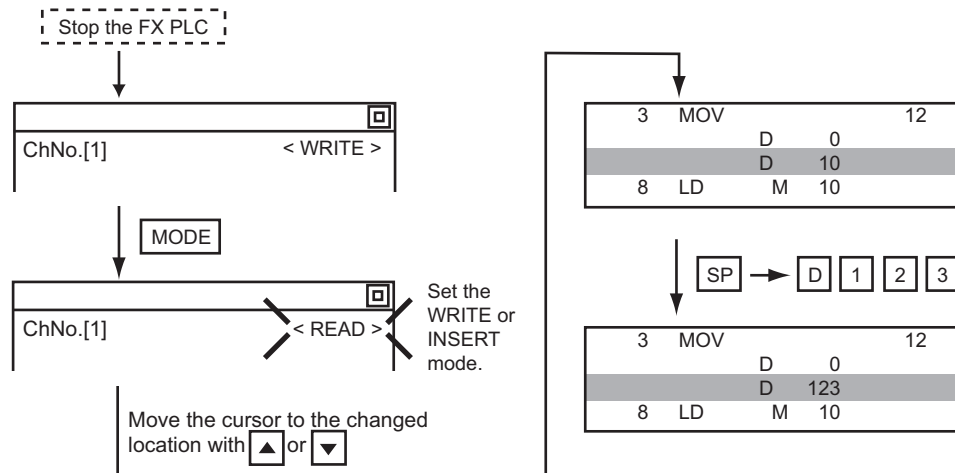 Stop the FX PLC
ChNo.[1] < WRITE >
MODE
ChNo.[1] < READ >
Set the
WRITE or
INSERT
mode.
Move the cursor to the changed
location with ▲ or ▼
3 MOV 12
D 0
D 10
8 LD M 10
SP → D 1 2 3
3 MOV 12
D 0
D 123
8 LD M 10